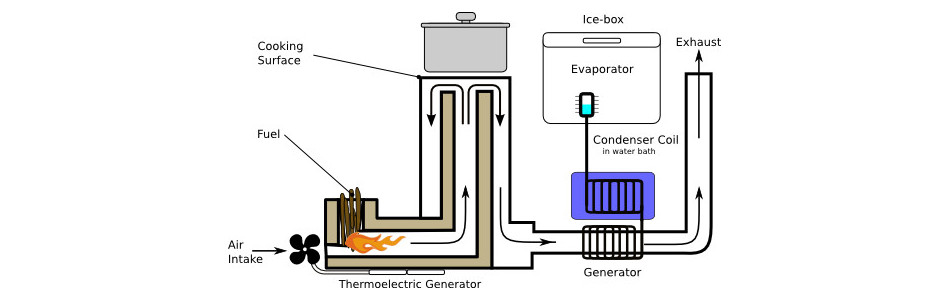 Ice-box
Exhaust
Cooking
Surface
Evaporator
Fuel
Condenser Coil
in water bath
Air
Intake
Generator
Thermoelectric Generator